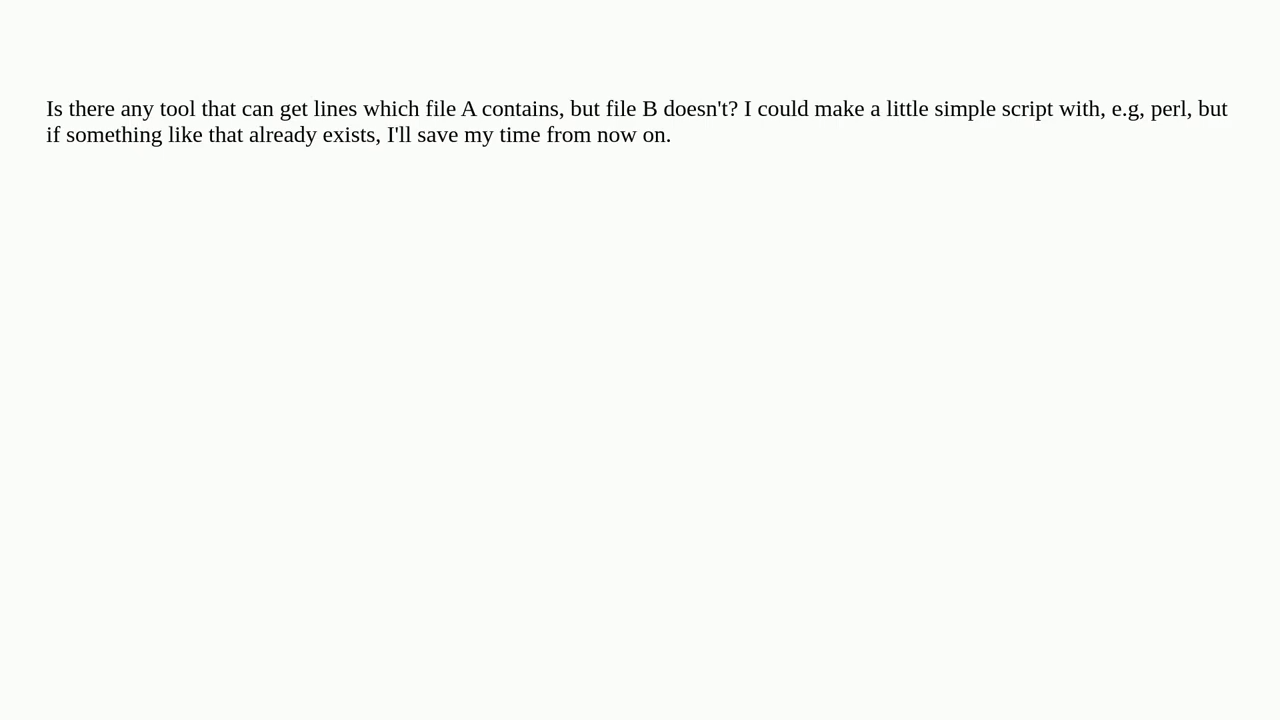 Is there any tool that can get lines which file A contains, but file B doesn't? I could make a little simple script with, e.g, perl, but
if something like that already exists, I'll save my time from now on.